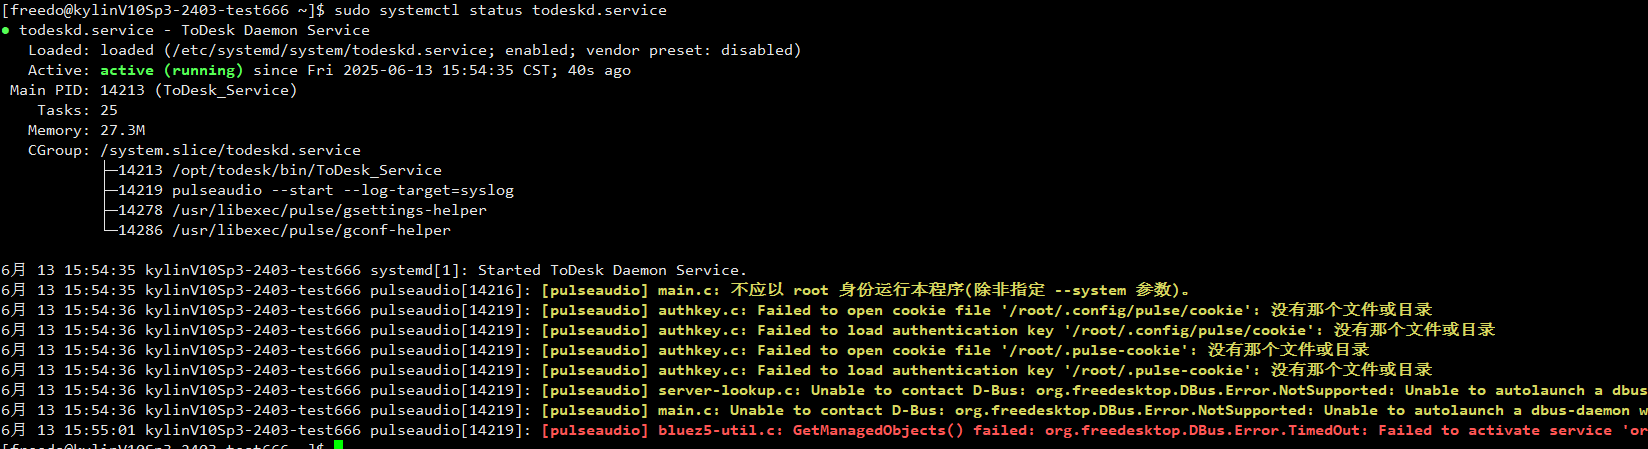 [freedo@kylinV10Sp3-2403-test666 ~]$ sudo systemctl status todeskd.service
● todeskd.service - ToDesk Daemon Service
Loaded: loaded (/etc/systemd/system/todeskd.service; enabled; vendor preset: disabled)
Active: active (running) since Fri 2025-06-13 15:54:35 CST; 40s ago
Main PID: 14213 (ToDesk_Service)
Tasks: 25
Memory: 27.3M
CGroup: /system.slice/todeskd.service
├─14213 /opt/todesk/bin/ToDesk_Service
├─14219 pulseaudio --start --log-target=syslog
├─14278 /usr/libexec/pulse/gsettings-helper
└─14286 /usr/libexec/pulse/gconf-helper
6月 13 15:54:35 kylinV10Sp3-2403-test666 systemd[1]: Started ToDesk Daemon Service.
6月 13 15:54:35 kylinV10Sp3-2403-test666 pulseaudio[14216]: [pulseaudio] main.c: 不应以 root 身份运行本程序(除非指定 --system 参数)。
6月 13 15:54:36 kylinV10Sp3-2403-test666 pulseaudio[14219]: [pulseaudio] authkey.c: Failed to open cookie file '/root/.config/pulse/cookie': 没有那个文件或目录
6月 13 15:54:36 kylinV10Sp3-2403-test666 pulseaudio[14219]: [pulseaudio] authkey.c: Failed to load authentication key '/root/.config/pulse/cookie': 没有那个文件或目录
6月 13 15:54:36 kylinV10Sp3-2403-test666 pulseaudio[14219]: [pulseaudio] authkey.c: Failed to open cookie file '/root/.pulse-cookie': 没有那个文件或目录
6月 13 15:54:36 kylinV10Sp3-2403-test666 pulseaudio[14219]: [pulseaudio] authkey.c: Failed to load authentication key '/root/.pulse-cookie': 没有那个文件或目录
6月 13 15:54:36 kylinV10Sp3-2403-test666 pulseaudio[14219]: [pulseaudio] server-lookup.c: Unable to contact D-Bus: org.freedesktop.DBus.Error.NotSupported: Unable to autolaunch a dbus
6月 13 15:54:36 kylinV10Sp3-2403-test666 pulseaudio[14219]: [pulseaudio] main.c: Unable to contact D-Bus: org.freedesktop.DBus.Error.NotSupported: Unable to autolaunch a dbus-daemon w
6月 13 15:55:01 kylinV10Sp3-2403-test666 pulseaudio[14219]: [pulseaudio] bluez5-util.c: GetManagedObjects() failed: org.freedesktop.DBus.Error.TimedOut: Failed to activate service 'or
[freedo@kylinV10Sp3-2403-test666 ~]$